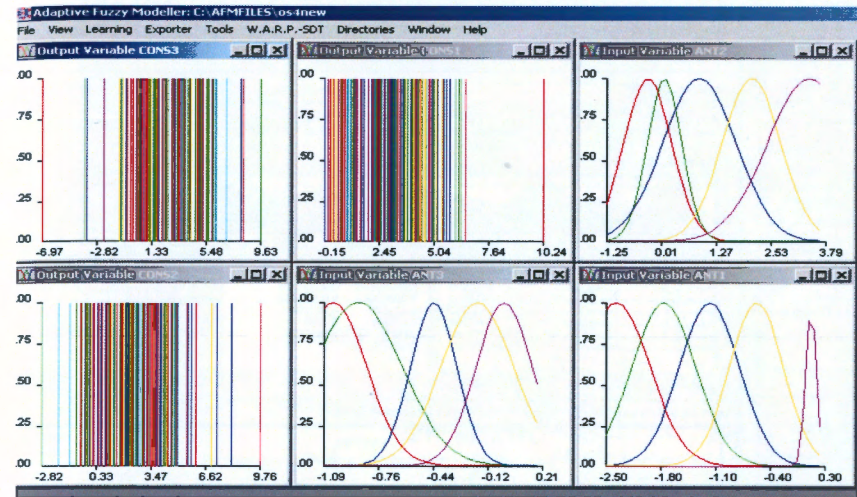 Adaptive Fuzzy Modeller: C:\AFMFILES\os4new
File View Learning Exporter Tools W.A.R.P.-SDT Directories Window Help
Output Variable CONS3
.00
.75
.50
.25
.00
-6.97 -2.82 1.33 5.48 9.63
Output Variable CONS1
-0.15 2.45 5.04 7.64 10.24
Input Variable ANT2
.00
.75
.50
.25
.00
-1.25 0.01 1.27 2.53 3.79
Output Variable CONS2
.00
.75
.50
.25
.00
-2.82 0.33 3.47 6.62 9.76
Input Variable ANT3
.00
.75
.50
.25
.00
-1.09 -0.76 -0.44 -0.12 0.21
Input Variable ANT1
.00
.75
.50
.25
.00
-2.50 -1.80 -1.10 -0.40 0.30